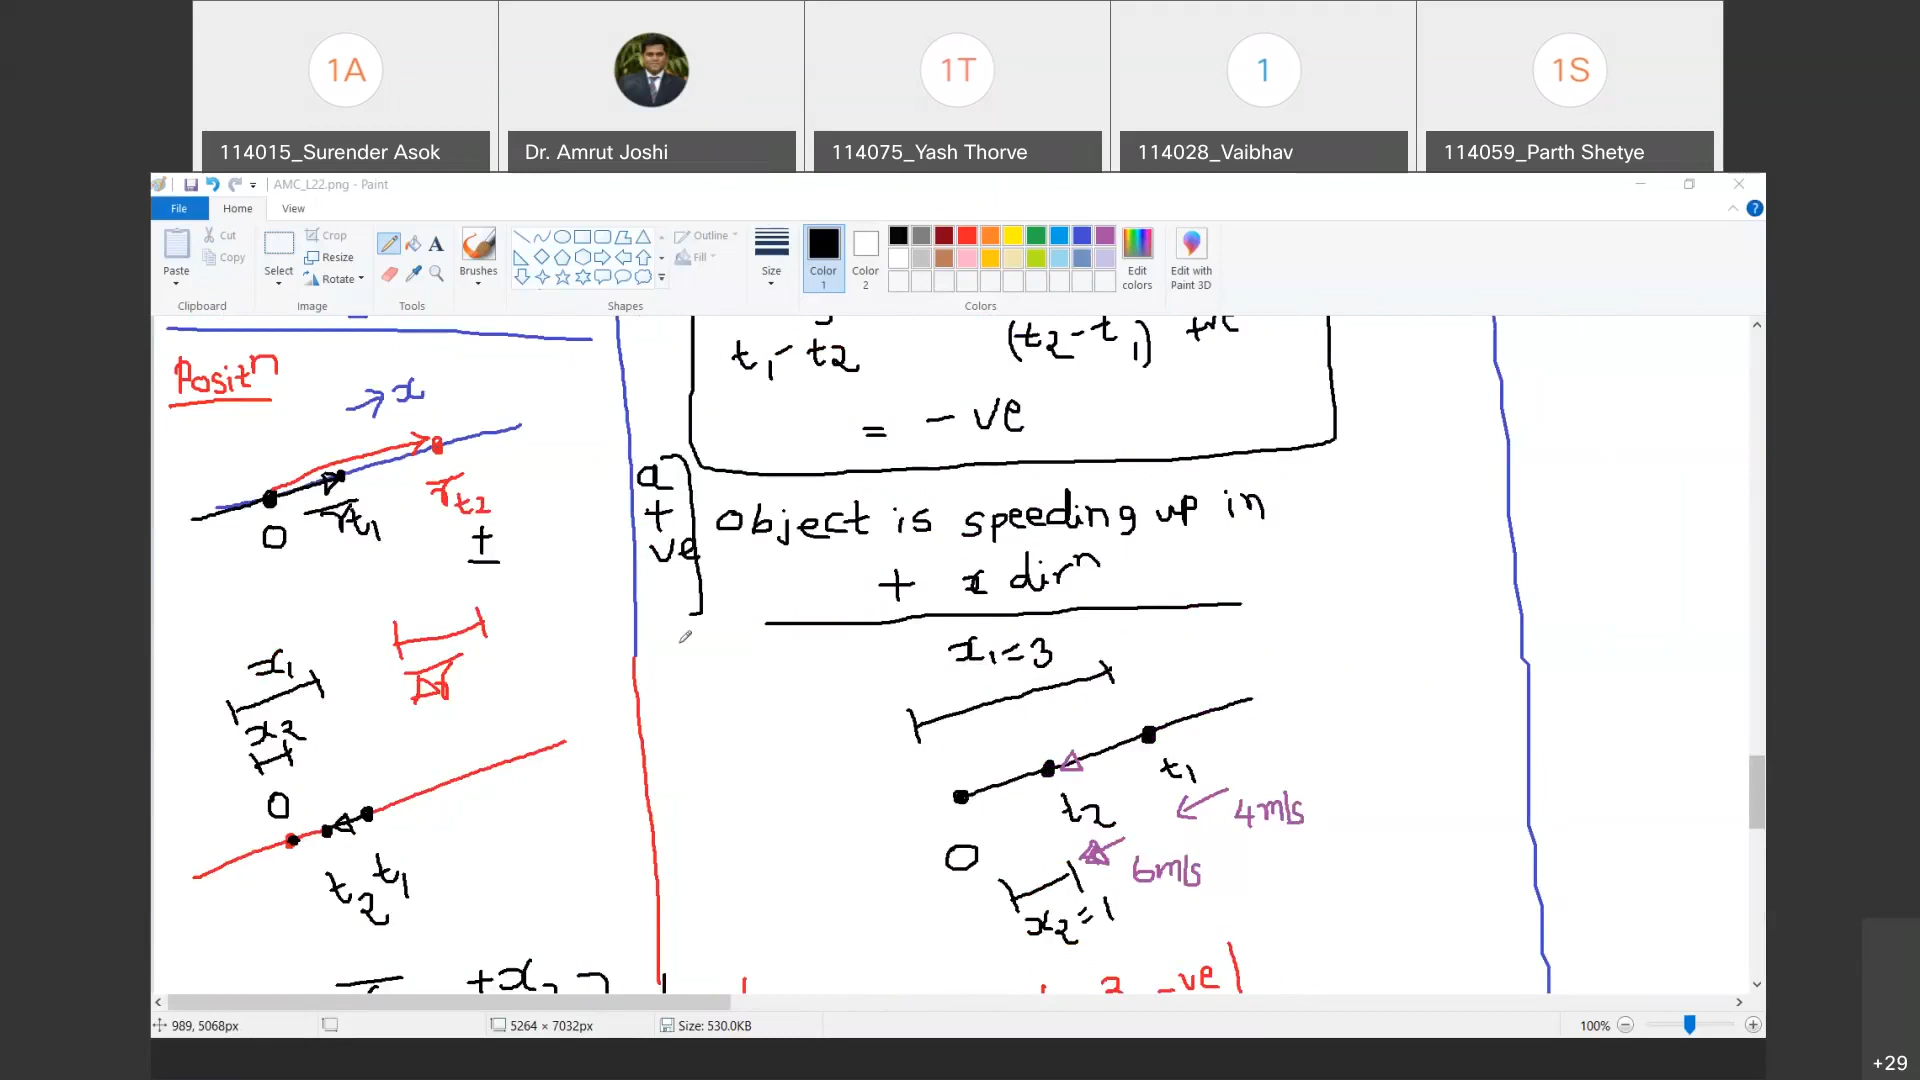 1A
1T
1
1S
114015_Surender Asok
Dr. Amrut Joshi
114075_Yash Thorve
114028_Vaibhav
114059_Parth Shetye
AMC_L22.png - Paint
File
Home
View
Paste
Cut
Copy
Clipboard
Select
Crop
Resize
Rotate
Image
Tools
Brushes
Outline
Fill
Shapes
Size
Color
1
Color
2
Edit
colors
Colors
Edit with
Paint 3D
Positⁿ
→ x
O
r̅t₁
r̅t₂
±
x₁
x₂
Δr̅
O
t₂ t₁
+x₂
t₁ - t₂
(t₂ - t₁) +ve
= - ve
a
+
ve
object is speeding up in
+ x dirⁿ
x₁ = 3
t₁
t₂
4m/s
O
6m/s
x₂ = 1
-ve
989, 5068px
5264 × 7032px
Size: 530.0KB
100%
+29